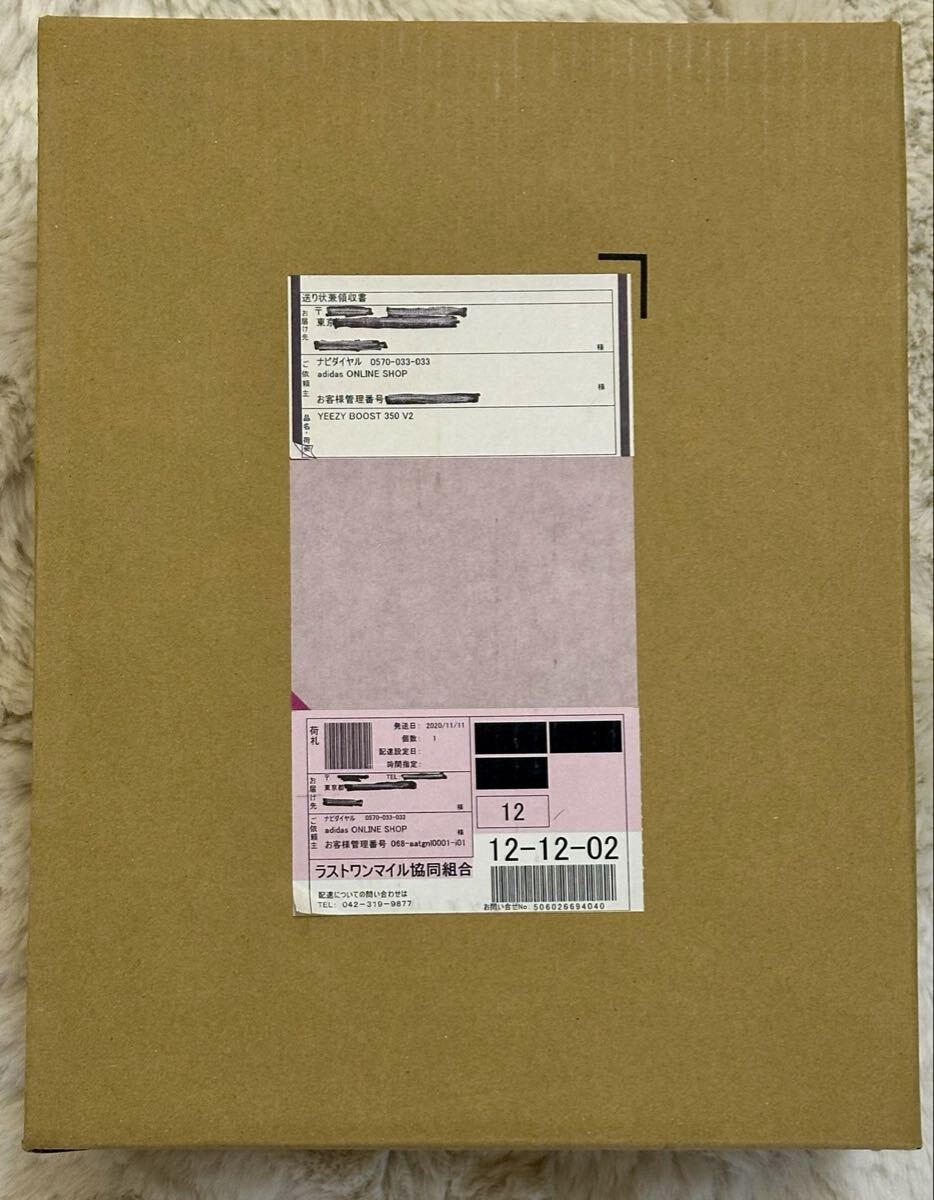 送り状兼領収書
お届け先
〒
東京
様
ご依頼主
ナビダイヤル 0570-033-033
adidas ONLINE SHOP
様
お客様管理番号
品名・荷姿
YEEZY BOOST 350 V2
荷札
発送日: 2020/11/11
個数: 1
配達設定日:
時間指定:
お届け先
〒 TEL
東京都
様
ご依頼主
ナビダイヤル 0570-033-033
adidas ONLINE SHOP
様
お客様管理番号 068-aatgnl0001-i01
ラストワンマイル協同組合
配達についての問い合わせは
TEL: 042-319-9877
12
12-12-02
お問い合せNo. 506026694040